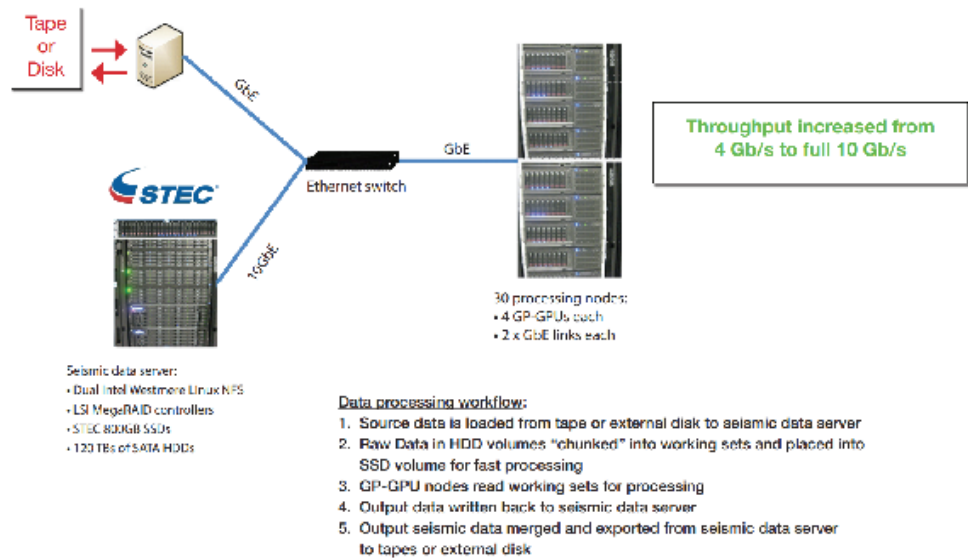 Tape
or
Disk
GbE
Throughput increased from
4 Gb/s to full 10 Gb/s
GbE
Ethernet switch
STEC
10GbE
30 processing nodes:
• 4 GP-GPUs each
• 2 x GbE links each
Seismic data server:
• Dual Intel Westmere Linux NFS
• LSI MegaRAID controllers
• STEC 800GB SSDs
• 120 TBs of SATA HDDs
Data processing workflow:
1. Source data is loaded from tape or external disk to seismic data server
2. Raw Data in HDD volumes “chunked” into working sets and placed into
SSD volume for fast processing
3. GP-GPU nodes read working sets for processing
4. Output data written back to seismic data server
5. Output seismic data merged and exported from seismic data server
to tapes or external disk